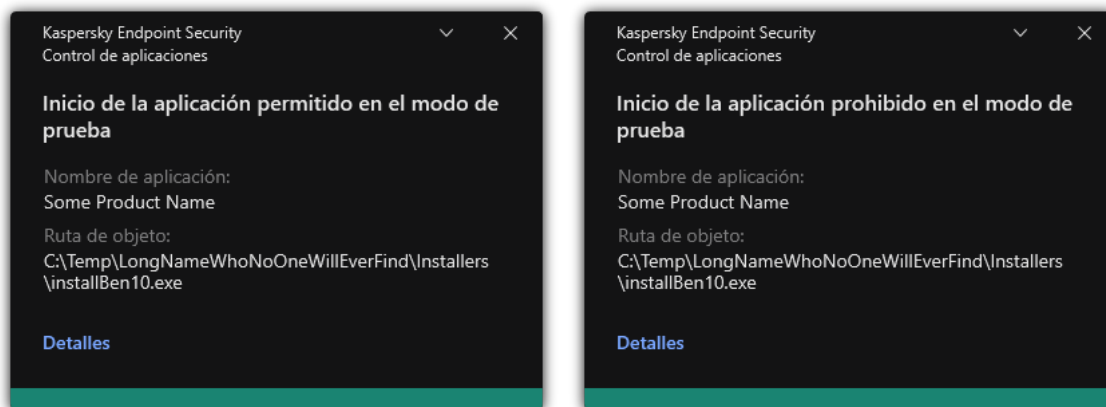 Kaspersky Endpoint Security
Control de aplicaciones
Inicio de la aplicación permitido en el modo de
prueba
Nombre de aplicación:
Some Product Name
Ruta de objeto:
C:\Temp\LongNameWhoNoOneWillEverFind\Installers
\installBen10.exe
Detalles
Kaspersky Endpoint Security
Control de aplicaciones
Inicio de la aplicación prohibido en el modo de
prueba
Nombre de aplicación:
Some Product Name
Ruta de objeto:
C:\Temp\LongNameWhoNoOneWillEverFind\Installers
\installBen10.exe
Detalles